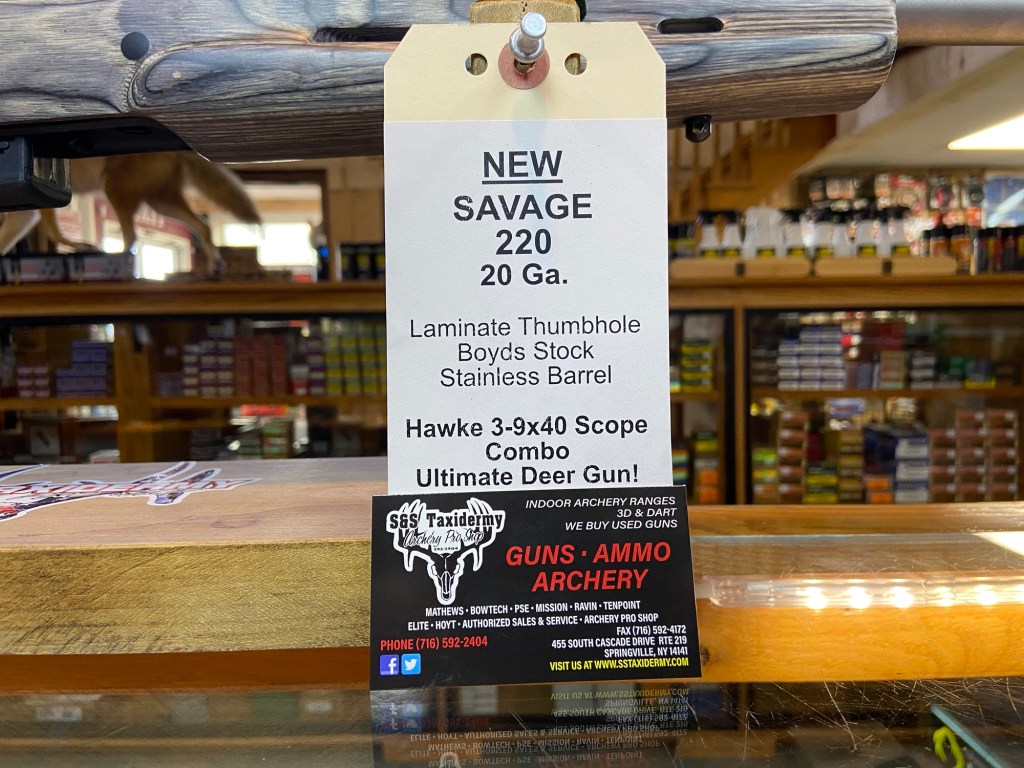 NEW
SAVAGE
220
20 Ga.
Laminate Thumbhole
Boyds Stock
Stainless Barrel
Hawke 3-9x40 Scope
Combo
Ultimate Deer Gun!
S&S Taxidermy
Archery Pro Shop
592-2404
INDOOR ARCHERY RANGES
3D & DART
WE BUY USED GUNS
GUNS · AMMO
ARCHERY
MATHEWS · BOWTECH · PSE · MISSION · RAVIN · TENPOINT
ELITE · HOYT · AUTHORIZED SALES & SERVICE · ARCHERY PRO SHOP
PHONE (716) 592-2404
FAX (716) 592-4172
455 SOUTH CASCADE DRIVE RTE 219
SPRINGVILLE, NY 14141
VISIT US AT WWW.SSTAXIDERMY.COM